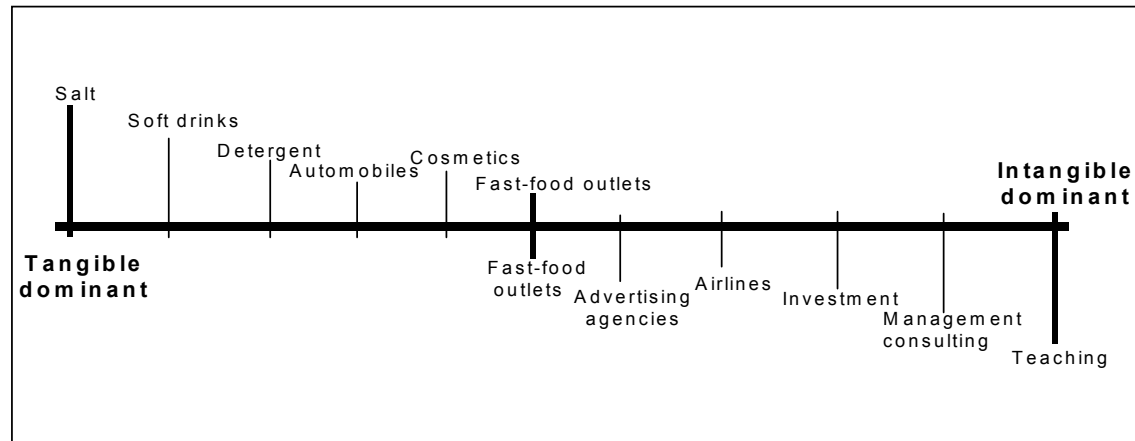 Salt
Soft drinks
Detergent
Automobiles
Cosmetics
Fast-food outlets
Intangible
dominant
Tangible
dominant
Fast-food
outlets
Advertising
agencies
Airlines
Investment
Management
consulting
Teaching